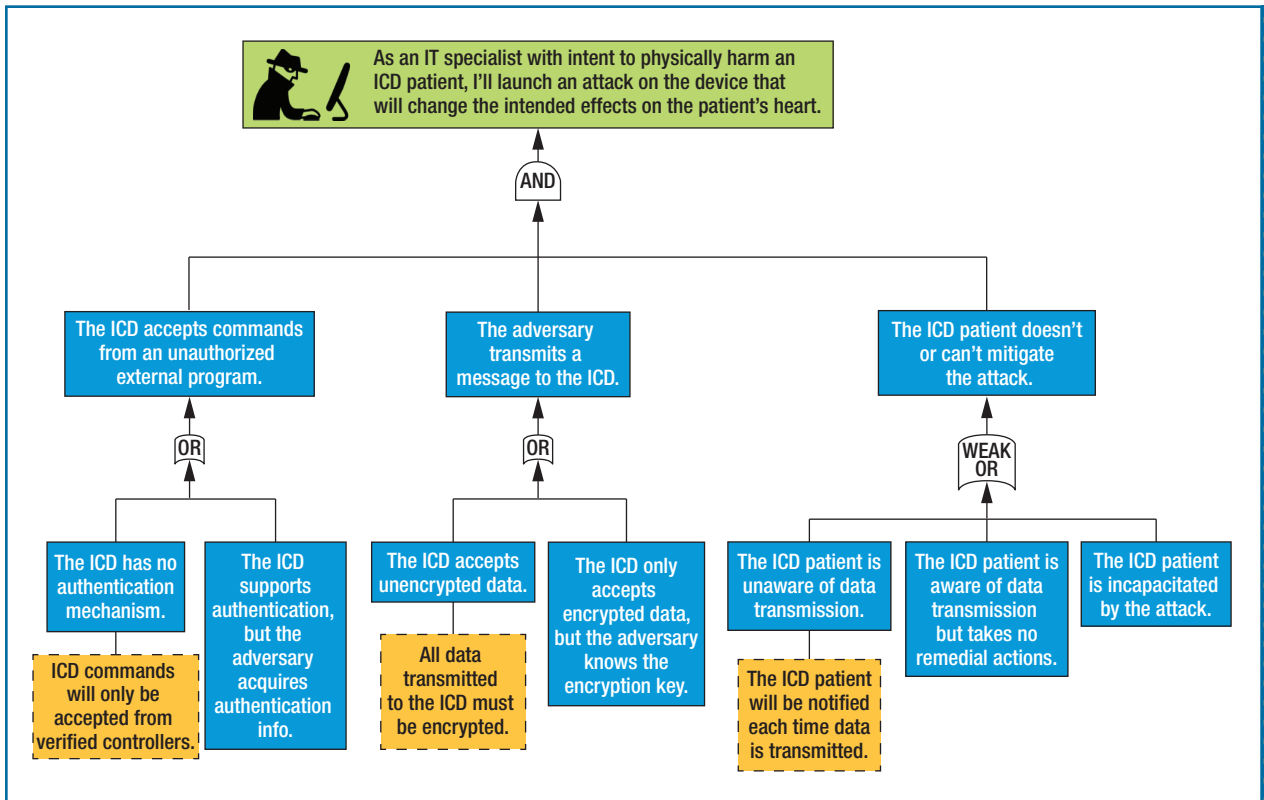 As an IT specialist with intent to physically harm an
ICD patient, I’ll launch an attack on the device that
will change the intended effects on the patient’s heart.
AND
The ICD accepts commands
from an unauthorized
external program.
The adversary
transmits a
message to the ICD.
The ICD patient doesn’t
or can’t mitigate
the attack.
OR
OR
WEAK
OR
The ICD has no
authentication
mechanism.
The ICD
supports
authentication,
but the
adversary
acquires
authentication
info.
The ICD accepts
unencrypted data.
The ICD only
accepts
encrypted data,
but the adversary
knows the
encryption key.
The ICD patient is
unaware of data
transmission.
The ICD patient is
aware of data
transmission
but takes no
remedial actions.
The ICD patient
is incapacitated
by the attack.
ICD commands
will only be
accepted from
verified controllers.
All data
transmitted
to the ICD must
be encrypted.
The ICD patient
will be notified
each time data
is transmitted.